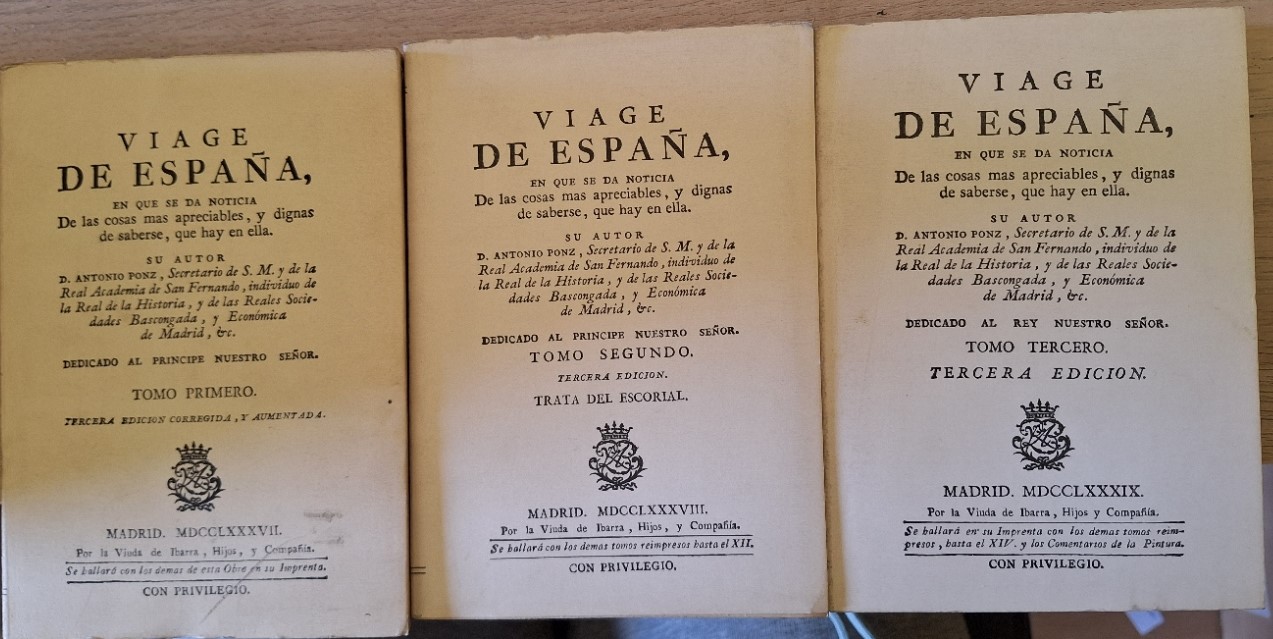 VIAGE
DE ESPAÑA,
EN QUE SE DA NOTICIA
De las cosas mas apreciables, y dignas
de saberse, que hay en ella.
SU AUTOR
D. ANTONIO PONZ, Secretario de S. M. y de la
Real Academia de San Fernando, individuo de
la Real de la Historia, y de las Reales Socie-
dades Bascongada, y Económica
de Madrid, &c.
DEDICADO AL PRINCIPE NUESTRO SEÑOR.
TOMO PRIMERO.
TERCERA EDICION CORREGIDA, Y AUMENTADA.
MADRID. MDCCLXXXVII.
Por la Viuda de Ibarra, Hijos, y Compañía.
Se hallará con los demas de esta Obra en su Imprenta.
CON PRIVILEGIO.
VIAGE
DE ESPAÑA,
EN QUE SE DA NOTICIA
De las cosas mas apreciables, y dignas
de saberse, que hay en ella.
SU AUTOR
D. ANTONIO PONZ, Secretario de S. M. y de la
Real Academia de San Fernando, individuo de
la Real de la Historia, y de las Reales Socie-
dades Bascongada, y Económica
de Madrid, &c.
DEDICADO AL PRINCIPE NUESTRO SEÑOR.
TOMO SEGUNDO.
TERCERA EDICION.
TRATA DEL ESCORIAL.
MADRID. MDCCLXXXVIII.
Por la Viuda de Ibarra, Hijos, y Compañía.
Se hallará con los demas tomos reimpresos hasta el XII.
CON PRIVILEGIO.
VIAGE
DE ESPAÑA,
EN QUE SE DA NOTICIA
De las cosas mas apreciables, y dignas
de saberse, que hay en ella.
SU AUTOR
D. ANTONIO PONZ, Secretario de S. M. y de la
Real Academia de San Fernando, individuo de
la Real de la Historia, y de las Reales Socie-
dades Bascongada, y Económica
de Madrid, &c.
DEDICADO AL REY NUESTRO SEÑOR.
TOMO TERCERO.
TERCERA EDICION.
MADRID. MDCCLXXXIX.
Por la Viuda de Ibarra, Hijos y Compañía.
Se hallará en su Imprenta con los demas tomos reim-
presos, hasta el XIV. y los Comentarios de la Pintura.
CON PRIVILEGIO.